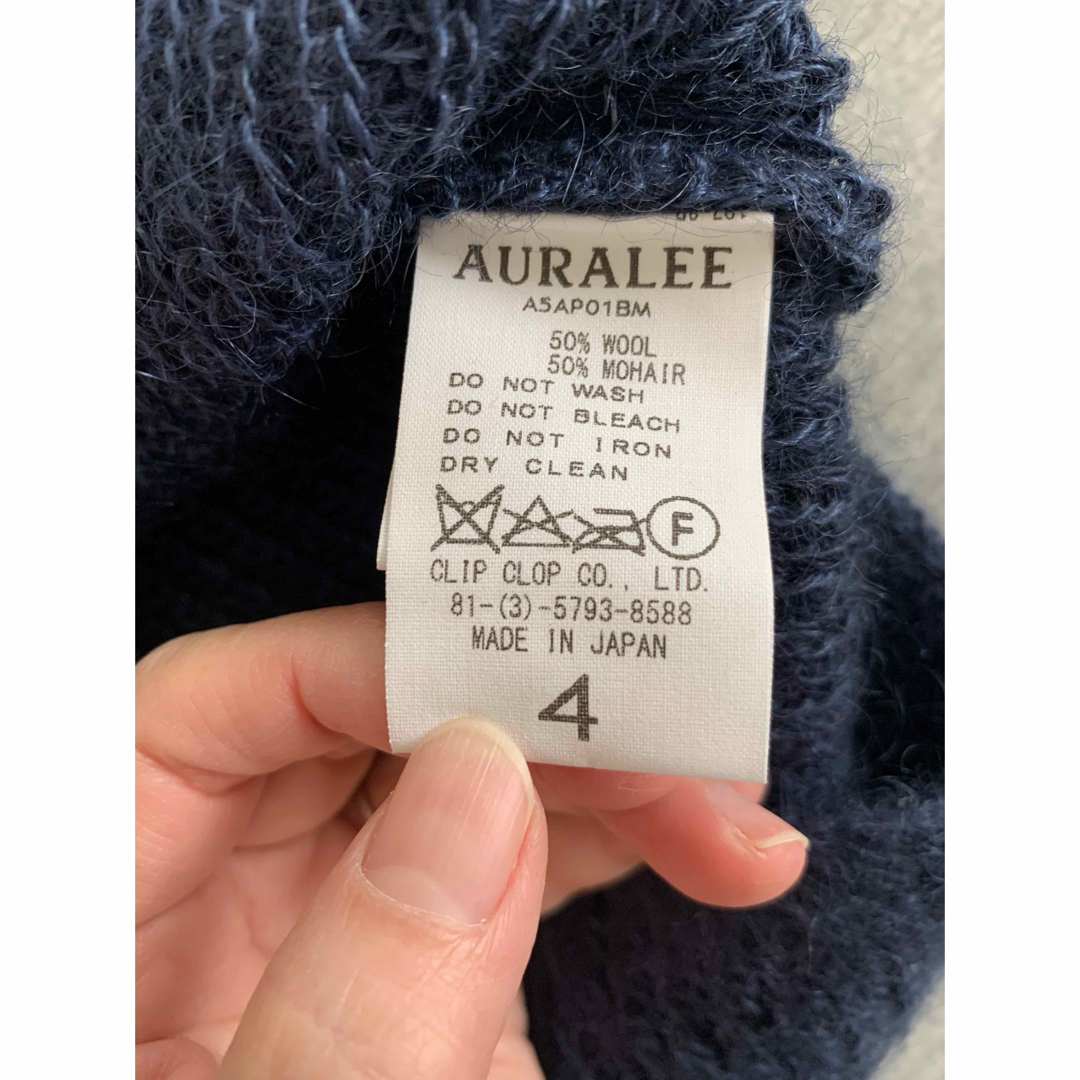 AURALEE
A5AP01BM
50% WOOL
50% MOHAIR
DO NOT WASH
DO NOT BLEACH
DO NOT IRON
DRY CLEAN
F
CLIP CLOP CO., LTD.
81-(3)-5793-8588
MADE IN JAPAN
4